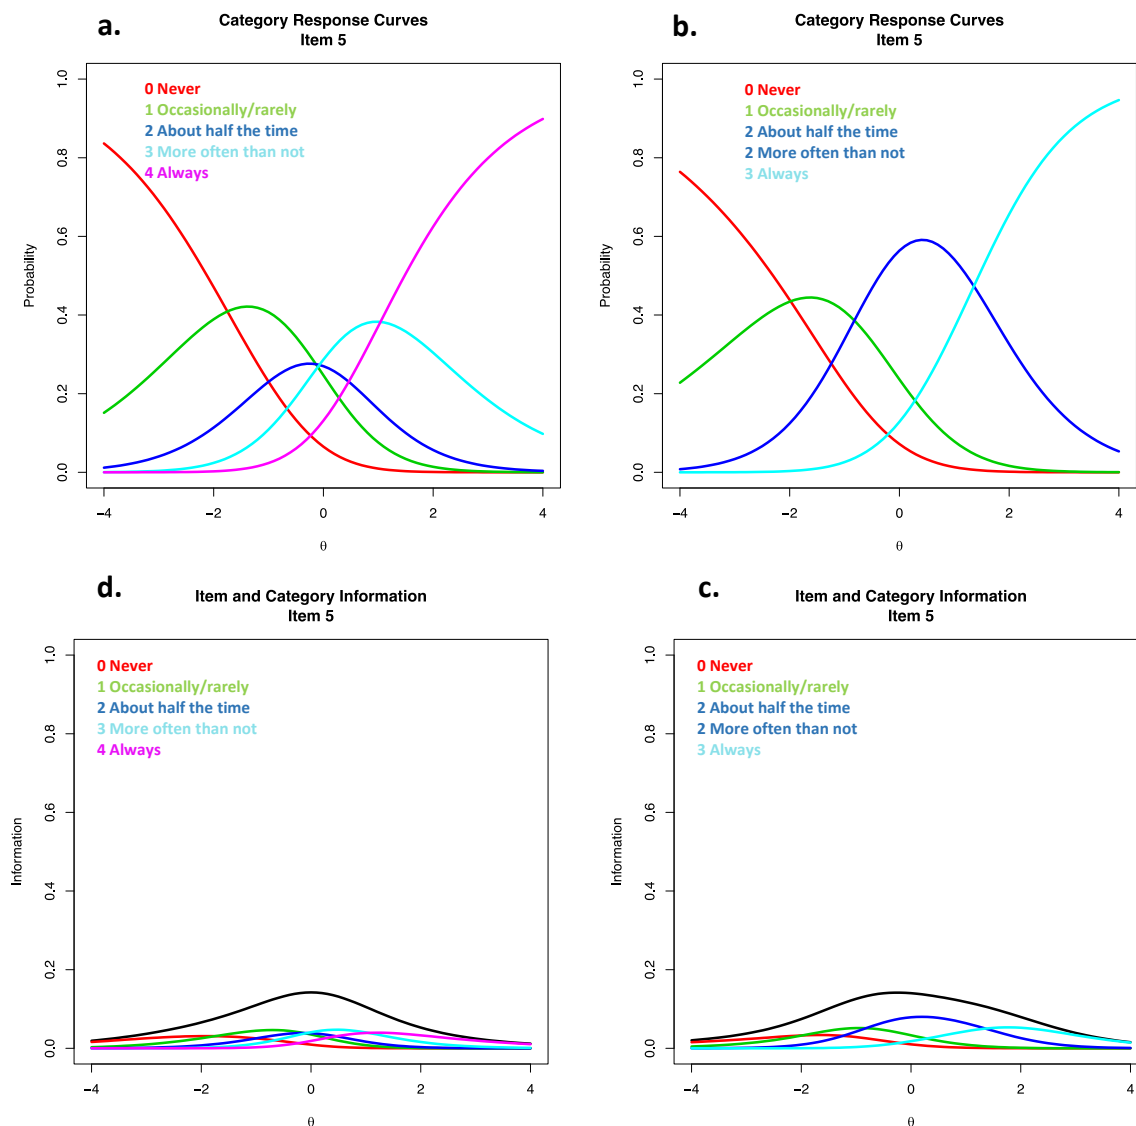 a.
Category Response Curves
Item 5
0 Never
1 Occasionally/rarely
2 About half the time
3 More often than not
4 Always
Probability
0.0 0.2 0.4 0.6 0.8 1.0
−4 −2 0 2 4
θ
b.
Category Response Curves
Item 5
0 Never
1 Occasionally/rarely
2 About half the time
2 More often than not
3 Always
Probability
0.0 0.2 0.4 0.6 0.8 1.0
−4 −2 0 2 4
θ
d.
Item and Category Information
Item 5
0 Never
1 Occasionally/rarely
2 About half the time
3 More often than not
4 Always
Information
0.0 0.2 0.4 0.6 0.8 1.0
−4 −2 0 2 4
θ
c.
Item and Category Information
Item 5
0 Never
1 Occasionally/rarely
2 About half the time
2 More often than not
3 Always
Information
0.0 0.2 0.4 0.6 0.8 1.0
−4 −2 0 2 4
θ